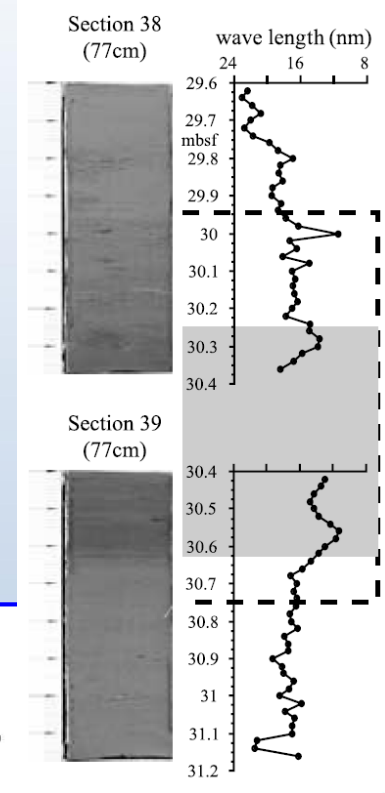 Section 38
(77cm)
wave length (nm)
24 16 8
29.6
29.7
mbsf
29.8
29.9
30
30.1
30.2
30.3
30.4
Section 39
(77cm)
30.4
30.5
30.6
30.7
30.8
30.9
31
31.1
31.2